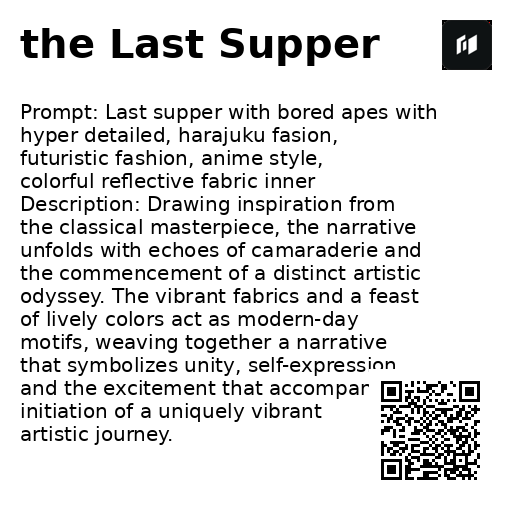 the Last Supper
Prompt: Last supper with bored apes with
hyper detailed, harajuku fasion,
futuristic fashion, anime style,
colorful reflective fabric inner
Description: Drawing inspiration from
the classical masterpiece, the narrative
unfolds with echoes of camaraderie and
the commencement of a distinct artistic
odyssey. The vibrant fabrics and a feast
of lively colors act as modern-day
motifs, weaving together a narrative
that symbolizes unity, self-expression
and the excitement that
initiation of a uniquely vibrant
artistic journey.